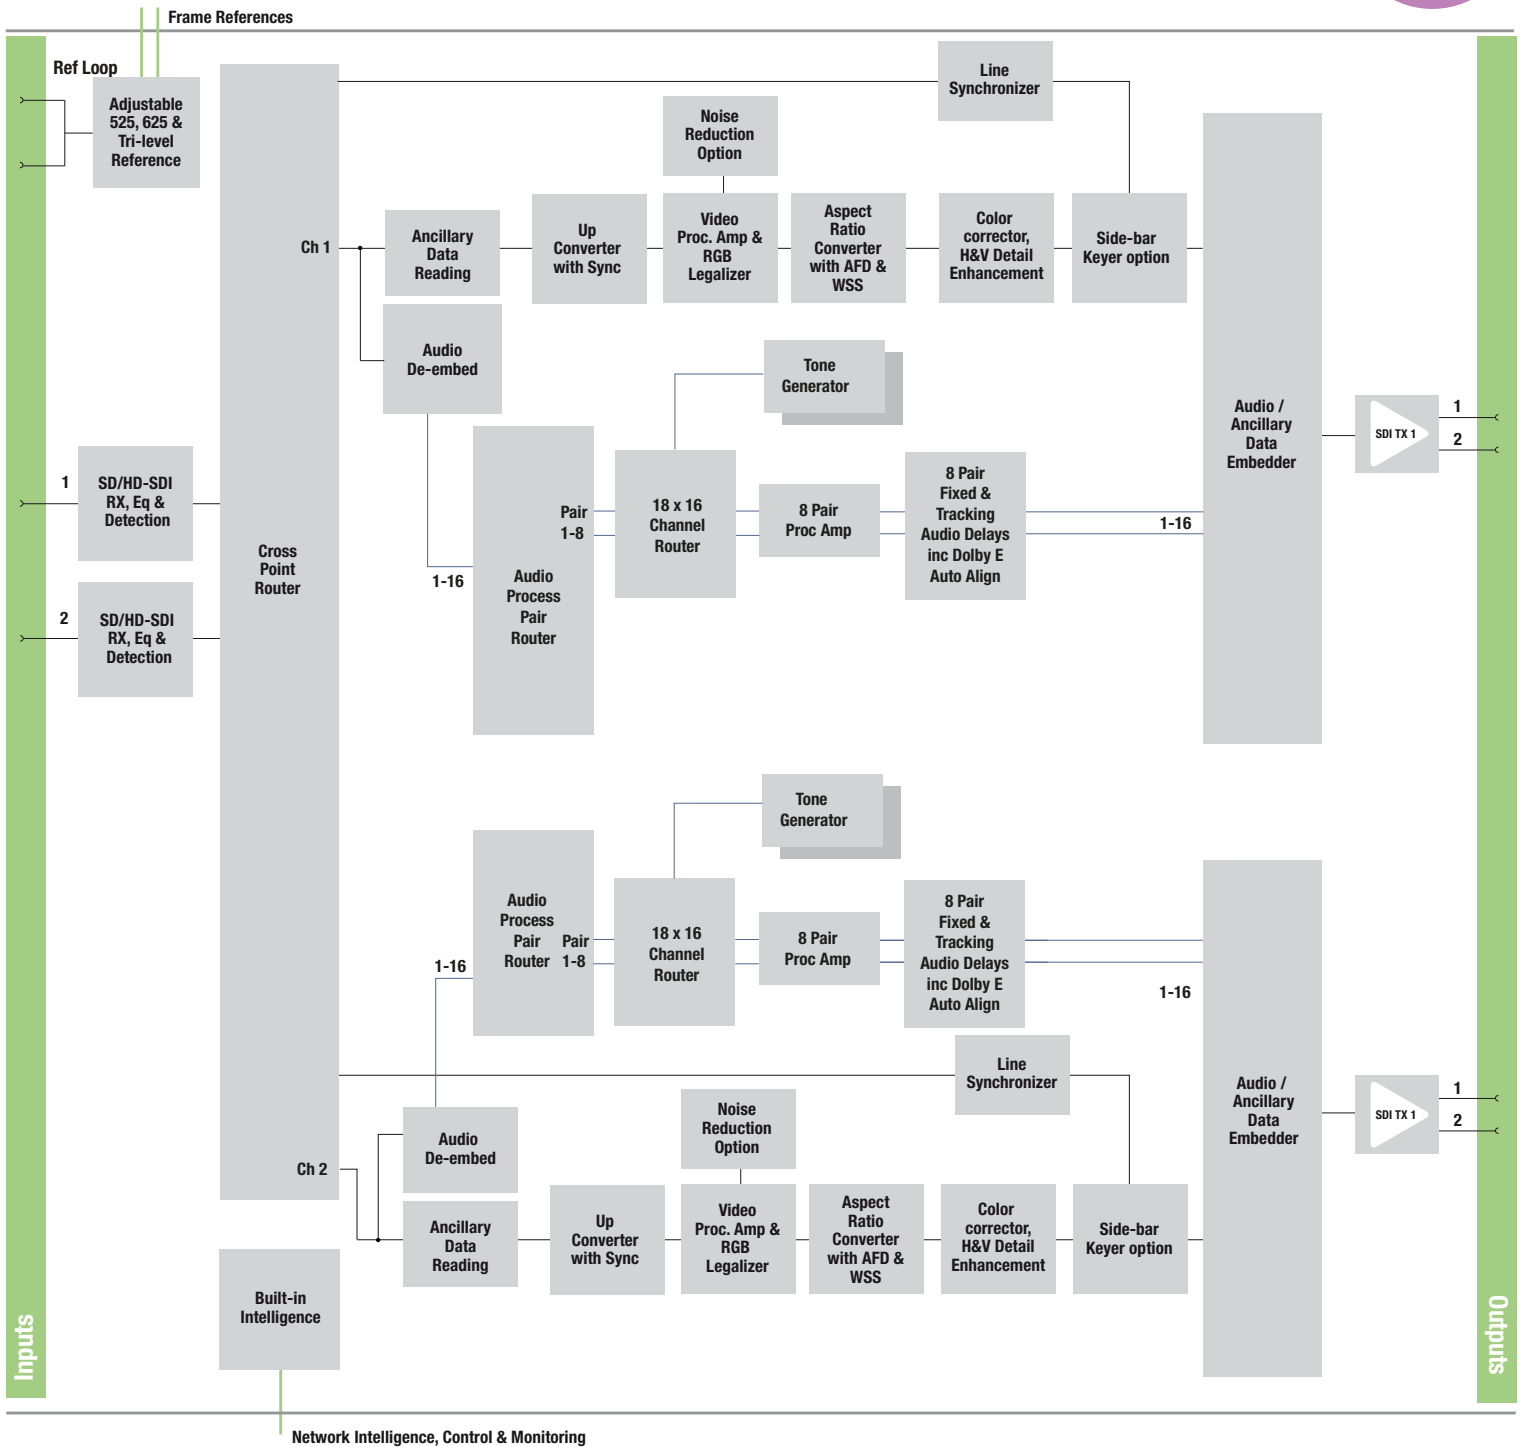 Frame References
Ref Loop
Adjustable
525, 625 &
Tri-level
Reference
Line
Synchronizer
Noise
Reduction
Option
Ch 1
Ancillary
Data
Reading
Up
Converter
with Sync
Video
Proc. Amp &
RGB
Legalizer
Aspect
Ratio
Converter
with AFD &
WSS
Color
corrector,
H&V Detail
Enhancement
Side-bar
Keyer option
Audio
De-embed
Tone
Generator
1
SD/HD-SDI
RX, Eq &
Detection
2
SD/HD-SDI
RX, Eq &
Detection
Cross
Point
Router
1-16
Audio
Process
Pair
Router
Pair
1-8
18 x 16
Channel
Router
8 Pair
Proc Amp
8 Pair
Fixed &
Tracking
Audio Delays
inc Dolby E
Auto Align
1-16
Audio /
Ancillary
Data
Embedder
SDI TX 1
1
2
Tone
Generator
1-16
Audio
Process
Pair
Router
Pair
1-8
18 x 16
Channel
Router
8 Pair
Proc Amp
8 Pair
Fixed &
Tracking
Audio Delays
inc Dolby E
Auto Align
1-16
Line
Synchronizer
Audio
De-embed
Noise
Reduction
Option
Ch 2
Ancillary
Data
Reading
Up
Converter
with Sync
Video
Proc. Amp &
RGB
Legalizer
Aspect
Ratio
Converter
with AFD &
WSS
Color
corrector,
H&V Detail
Enhancement
Side-bar
Keyer option
Audio /
Ancillary
Data
Embedder
SDI TX 1
1
2
Built-in
Intelligence
Inputs
Outputs
Network Intelligence, Control & Monitoring